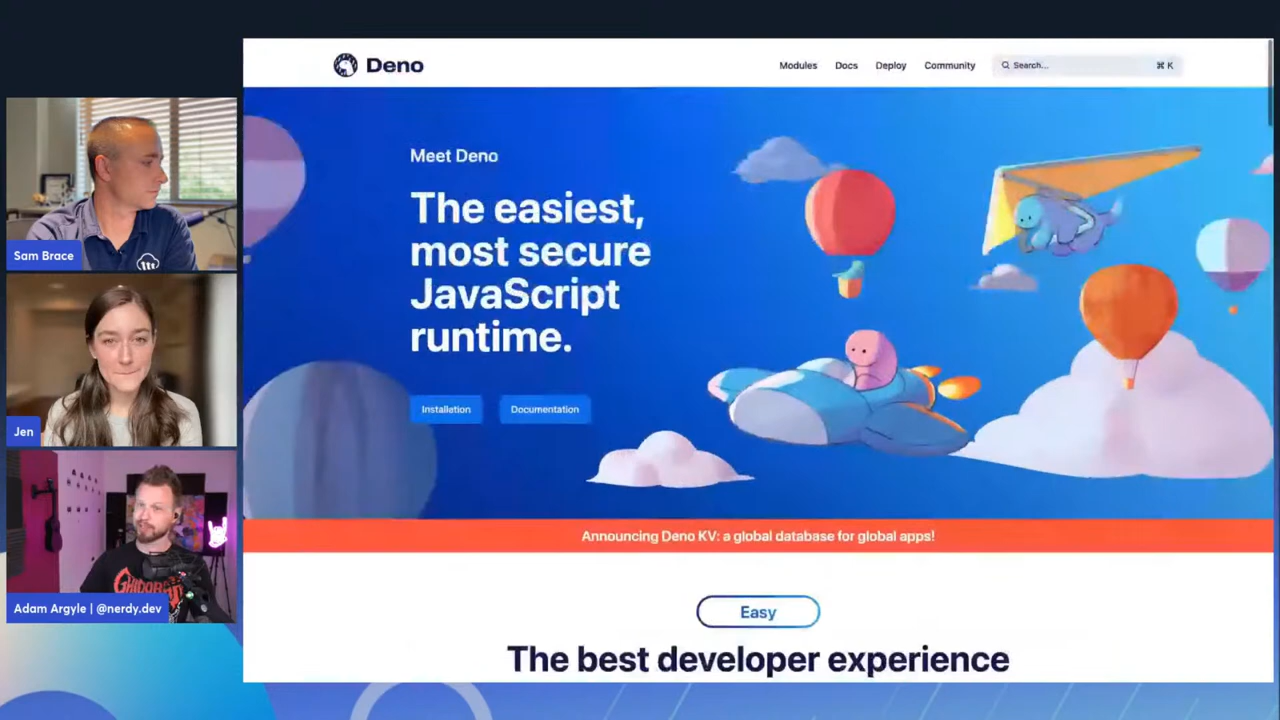 Deno
Modules
Docs
Deploy
Community
Search...
⌘ K
Meet Deno
The easiest,
most secure
JavaScript
runtime.
Installation
Documentation
Announcing Deno KV: a global database for global apps!
Easy
The best developer experience
Sam Brace
Jen
Adam Argyle | @nerdy.dev